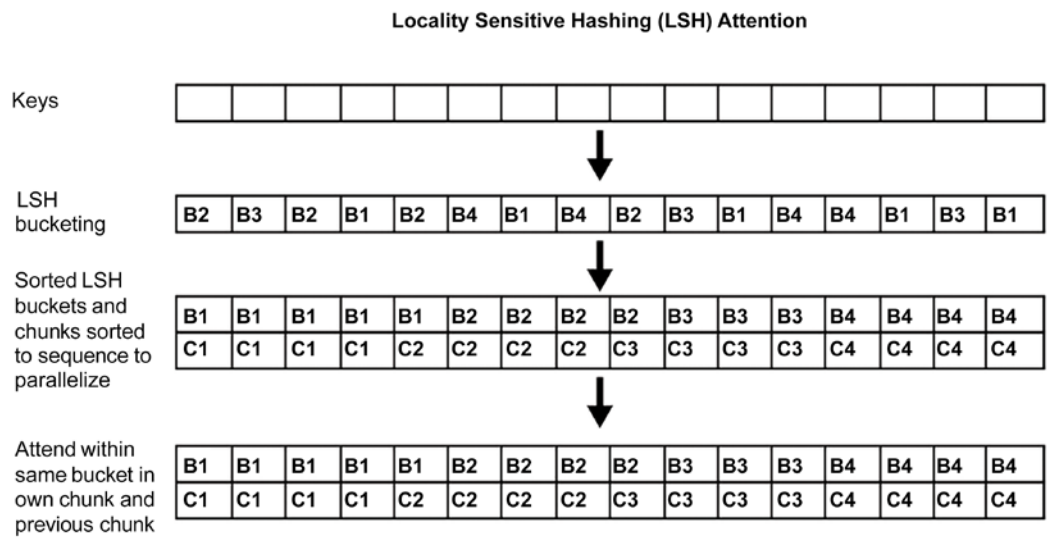 Locality Sensitive Hashing (LSH) Attention
Keys
LSH
bucketing
B2 B3 B2 B1 B2 B4 B1 B4 B2 B3 B1 B4 B4 B1 B3 B1
Sorted LSH
buckets and
chunks sorted
to sequence to
parallelize
B1 B1 B1 B1 B1 B2 B2 B2 B2 B3 B3 B3 B4 B4 B4 B4
C1 C1 C1 C1 C2 C2 C2 C2 C3 C3 C3 C3 C4 C4 C4 C4
Attend within
same bucket in
own chunk and
previous chunk
B1 B1 B1 B1 B1 B2 B2 B2 B2 B3 B3 B3 B4 B4 B4 B4
C1 C1 C1 C1 C2 C2 C2 C2 C3 C3 C3 C3 C4 C4 C4 C4